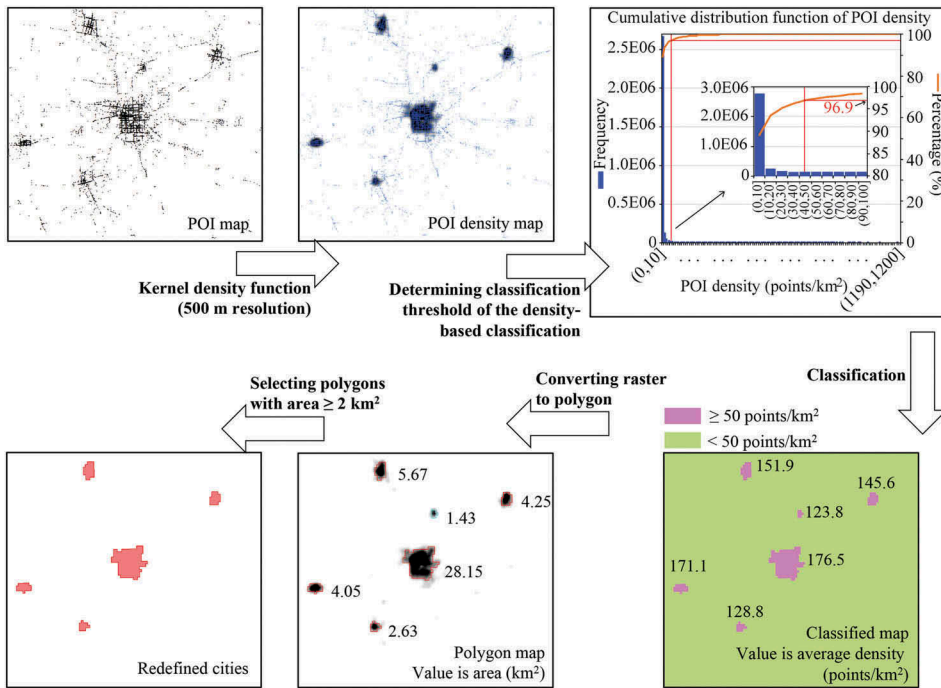 POI map
POI density map
Kernel density function
(500 m resolution)
Determining classification
threshold of the density-
based classification
Cumulative distribution function of POI density
2.5E06
2.0E06
1.5E06
1.0E06
0.5E06
0
Frequency
100
80
60
40
20
0
Percentage (%)
3.0E06
2.0E06
1.0E06
0
100
95
90
85
80
96.9
(0,10]
(10,20]
(20,30]
(30,40]
(40,50]
(50,60]
(60,70]
(70,80]
(80,90]
(90,100]
(0,10]
(1190,1200]
POI density (points/km²)
Classification
≥ 50 points/km²
< 50 points/km²
151.9
145.6
123.8
176.5
171.1
128.8
Classified map
Value is average density
(points/km²)
Converting raster
to polygon
5.67
4.25
1.43
28.15
4.05
2.63
Polygon map
Value is area (km²)
Selecting polygons
with area ≥ 2 km²
Redefined cities